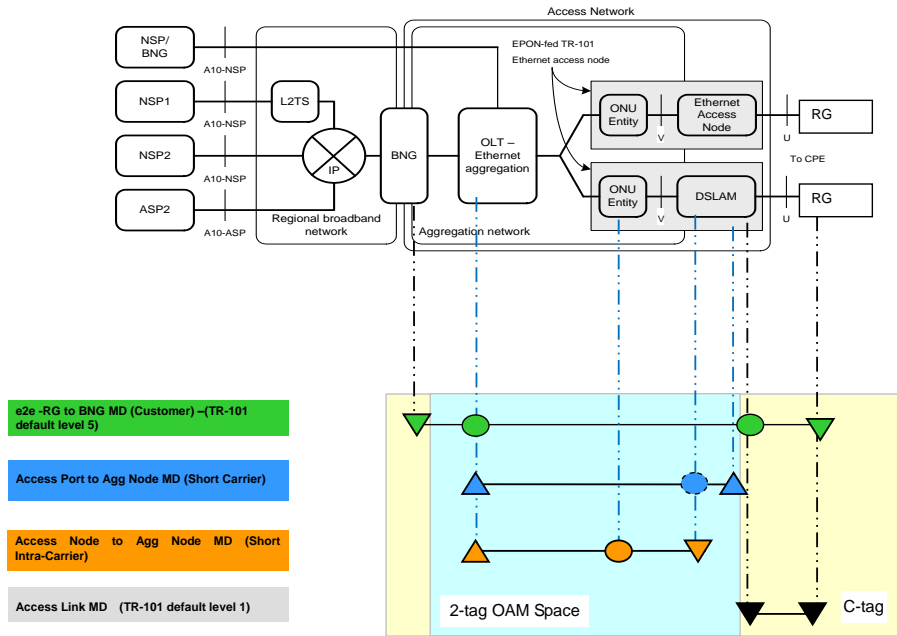 Access Network
NSP/
BNG
A10-NSP
EPON-fed TR-101
Ethernet access node
NSP1
A10-NSP
L2TS
NSP2
A10-NSP
IP
BNG
OLT –
Ethernet
aggregation
ONU
Entity
V
Ethernet
Access
Node
U
RG
To CPE
ASP2
A10-ASP
Regional broadband
network
Aggregation network
ONU
Entity
V
DSLAM
U
RG
e2e -RG to BNG MD (Customer) –(TR-101
default level 5)
Access Port to Agg Node MD (Short Carrier)
Access Node to Agg Node MD (Short
Intra-Carrier)
Access Link MD (TR-101 default level 1)
2-tag OAM Space
C-tag